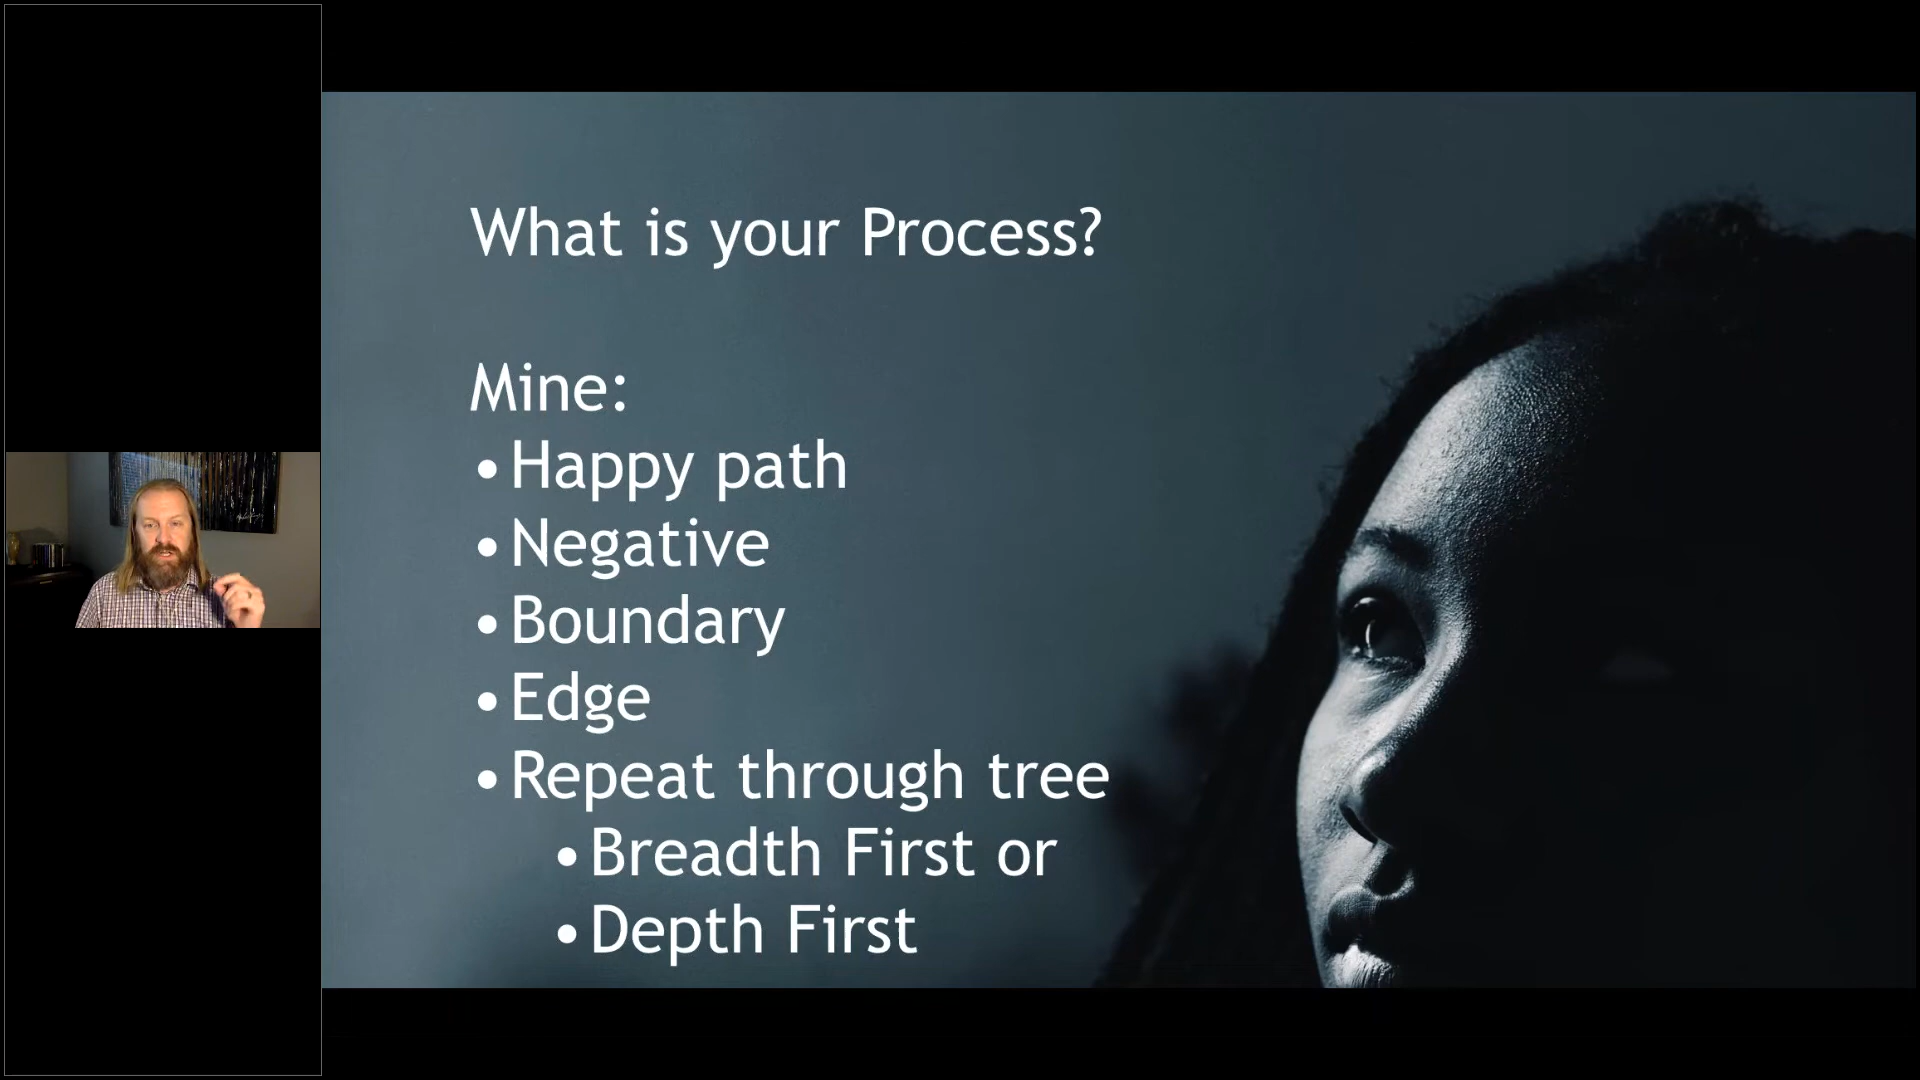 What is your Process?
Mine:
•Happy path
•Negative
•Boundary
•Edge
•Repeat through tree
•Breadth First or
•Depth First